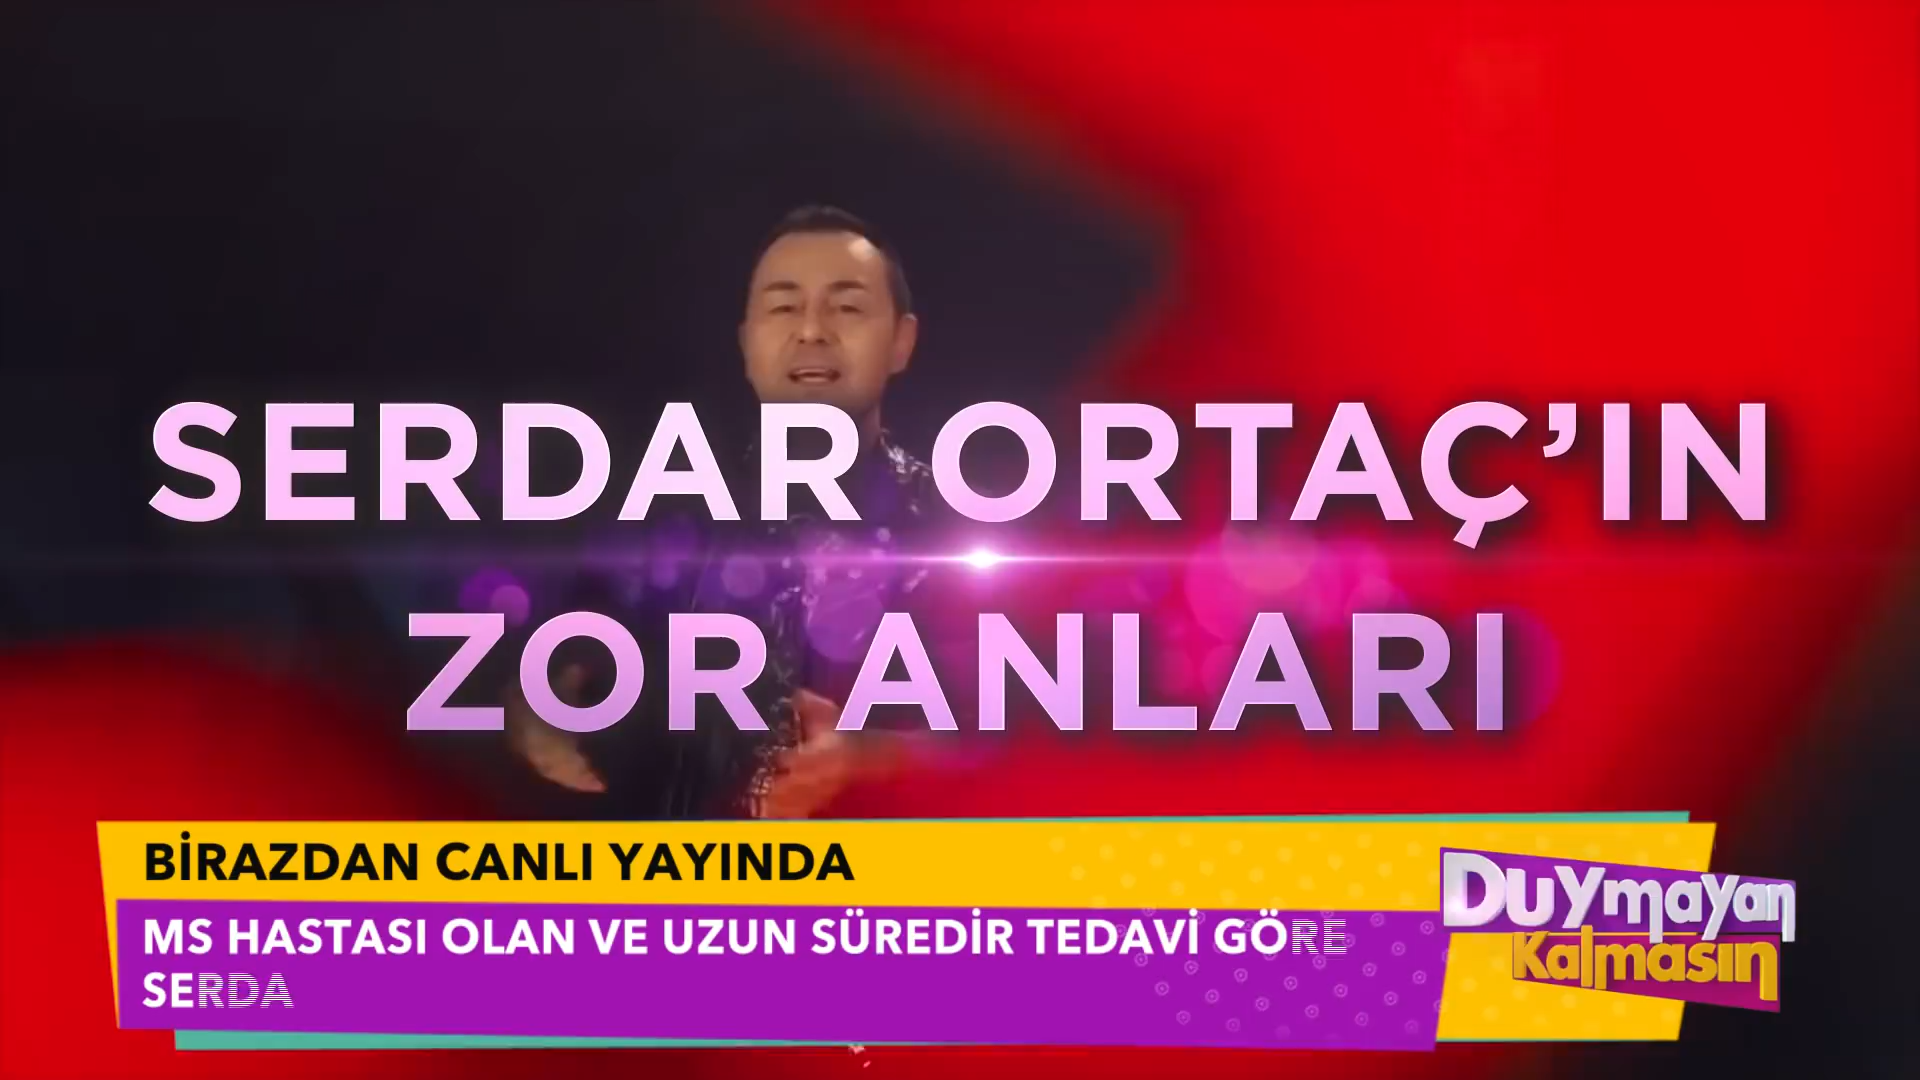 SERDAR ORTAÇ’IN
ZOR ANLARI
BİRAZDAN CANLI YAYINDA
MS HASTASI OLAN VE UZUN SÜREDİR TEDAVİ GÖRE
SERDA
Duymayan
Kalmasın